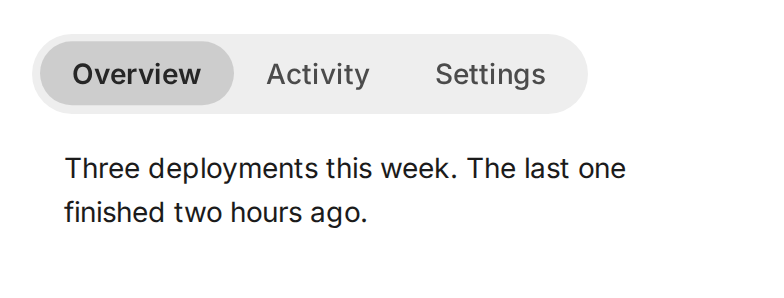 Overview Activity Settings
Three deployments this week. The last one
finished two hours ago.